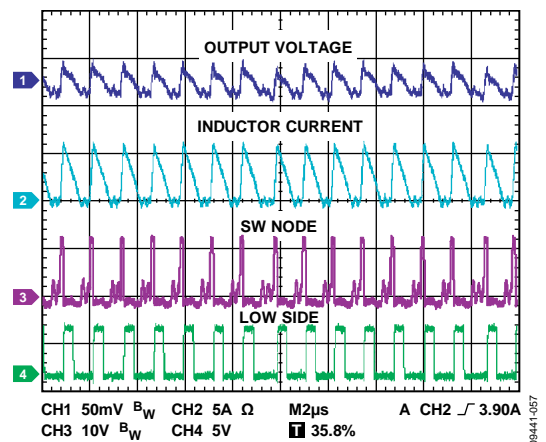 OUTPUT VOLTAGE
1
INDUCTOR CURRENT
2
SW NODE
3
LOW SIDE
4
CH1 50mV BW CH2 5A Ω M2µs A CH2 3.90A
CH3 10V BW CH4 5V T 35.8%
09441-057